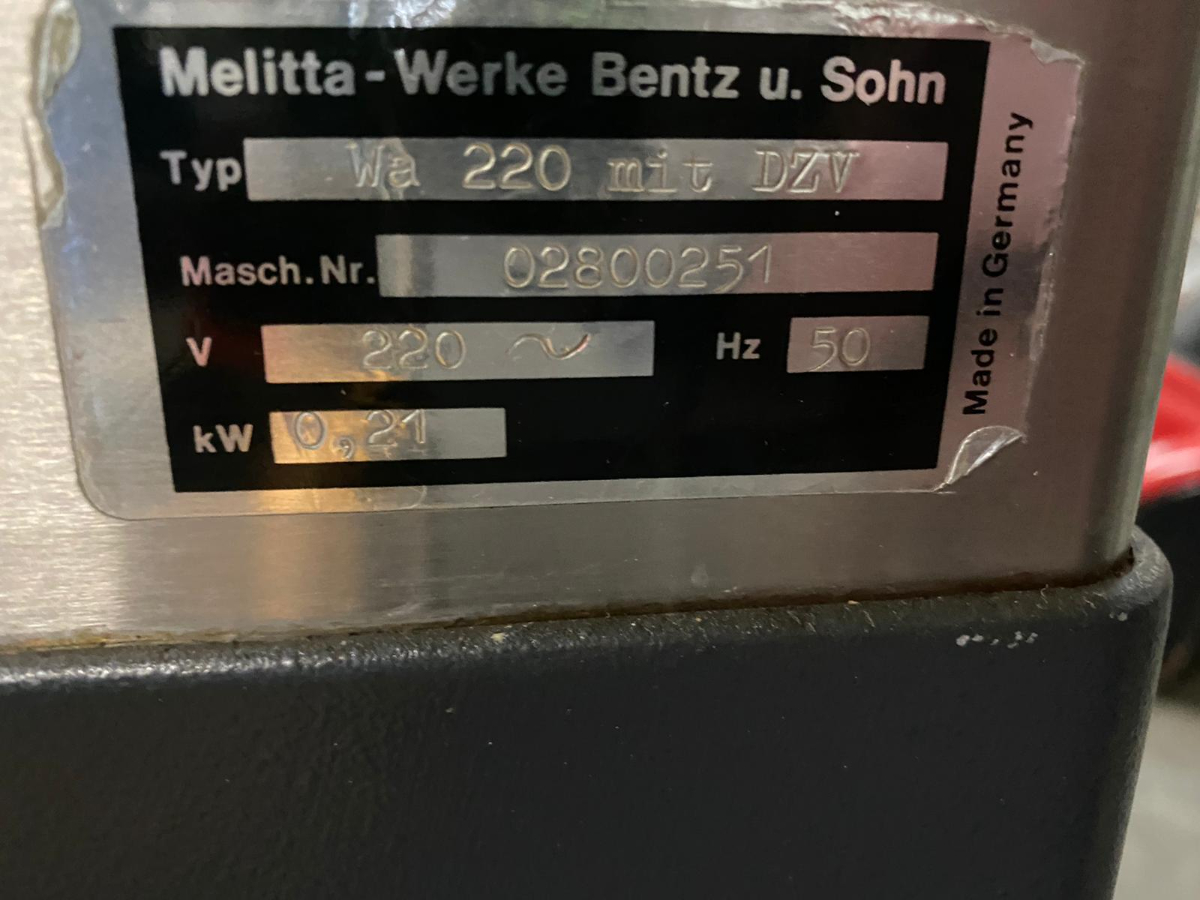 Melitta-Werke Bentz u. Sohn
Typ Wa 220 mit DZV
Masch.Nr. 02800251
V 220 ~ Hz 50
kW 0,21
Made in Germany